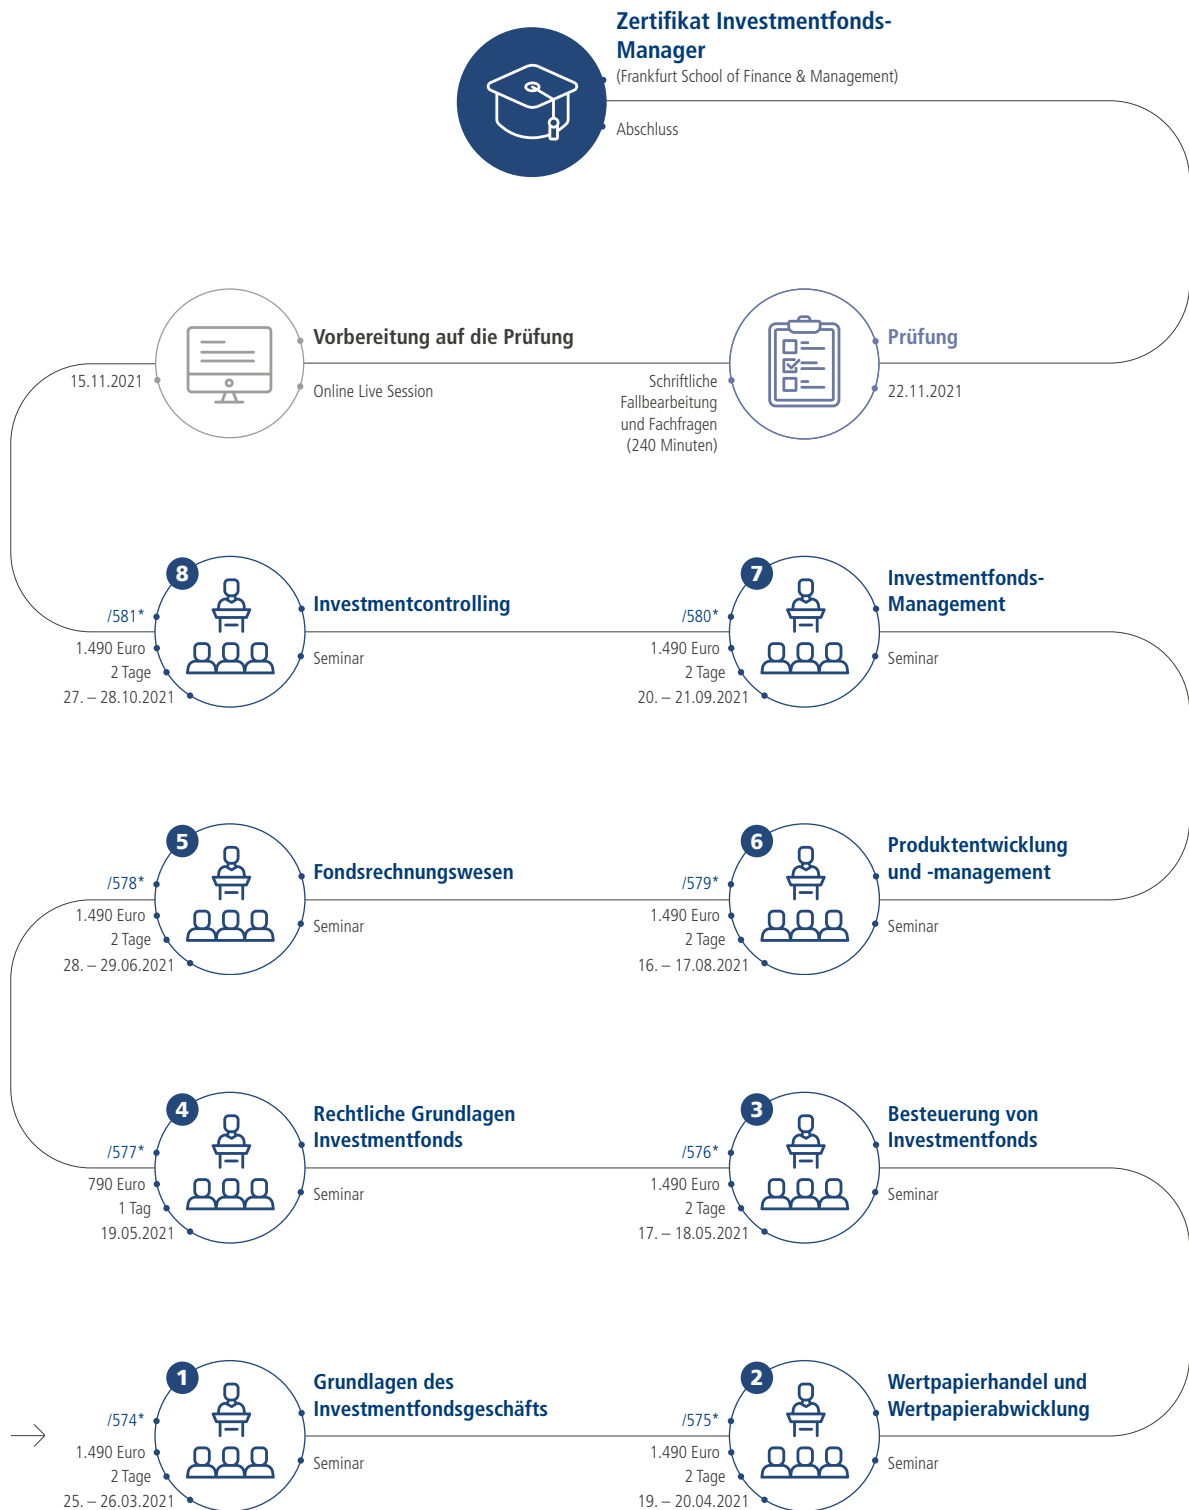 Zertifikat Investmentfonds-
Manager
(Frankfurt School of Finance & Management)
Abschluss
Vorbereitung auf die Prüfung
15.11.2021
Online Live Session
Prüfung
Schriftliche
Fallbearbeitung
und Fachfragen
(240 Minuten)
22.11.2021
8
Investmentcontrolling
/581*
1.490 Euro
2 Tage
27. – 28.10.2021
Seminar
7
Investmentfonds-
Management
/580*
1.490 Euro
2 Tage
20. – 21.09.2021
Seminar
5
Fondsrechnungswesen
/578*
1.490 Euro
2 Tage
28. – 29.06.2021
Seminar
6
Produktentwicklung
und -management
/579*
1.490 Euro
2 Tage
16. – 17.08.2021
Seminar
4
Rechtliche Grundlagen
Investmentfonds
/577*
790 Euro
1 Tag
19.05.2021
Seminar
3
Besteuerung von
Investmentfonds
/576*
1.490 Euro
2 Tage
17. – 18.05.2021
Seminar
1
Grundlagen des
Investmentfondsgeschäfts
/574*
1.490 Euro
2 Tage
25. – 26.03.2021
Seminar
2
Wertpapierhandel und
Wertpapierabwicklung
/575*
1.490 Euro
2 Tage
19. – 20.04.2021
Seminar